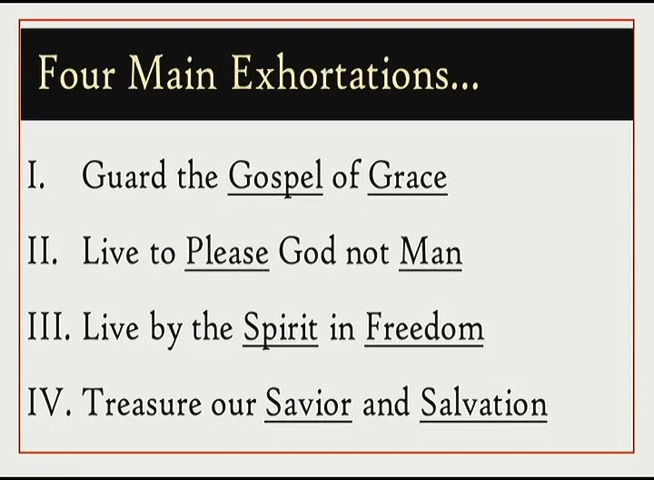 Four Main Exhortations...
I. Guard the Gospel of Grace
II. Live to Please God not Man
III. Live by the Spirit in Freedom
IV. Treasure our Savior and Salvation